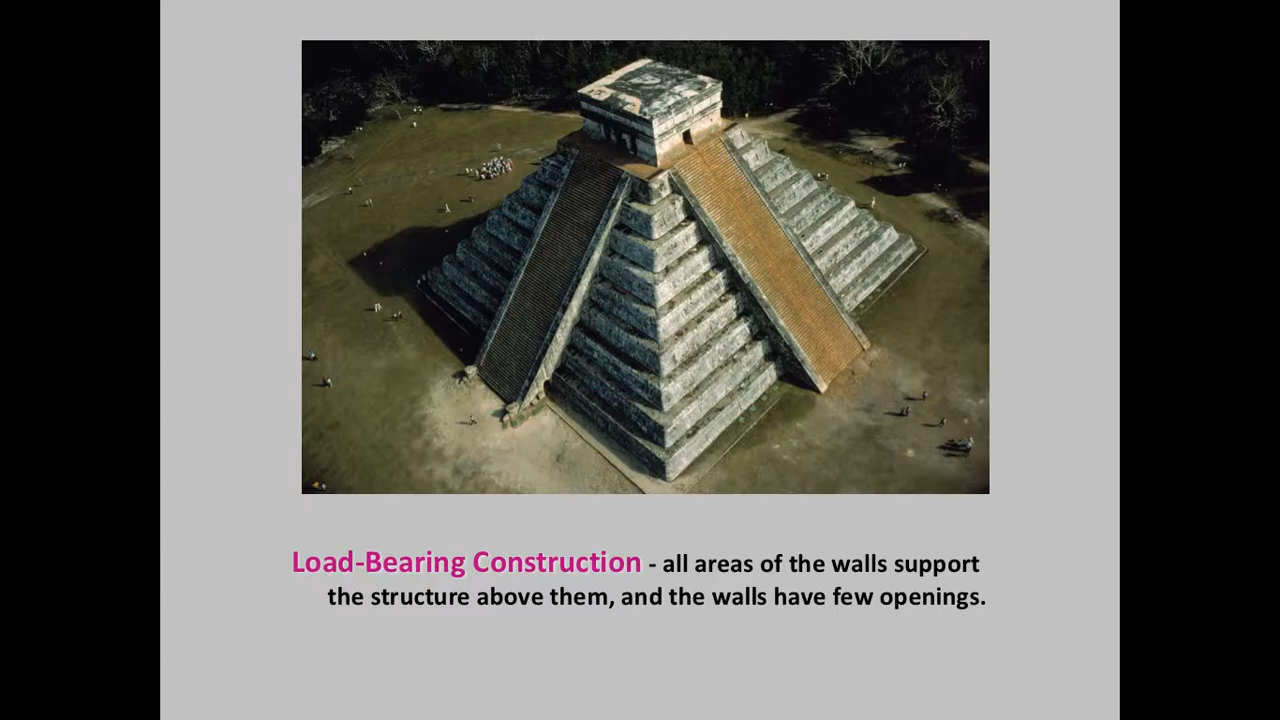 Load-Bearing Construction - all areas of the walls support
the structure above them, and the walls have few openings.